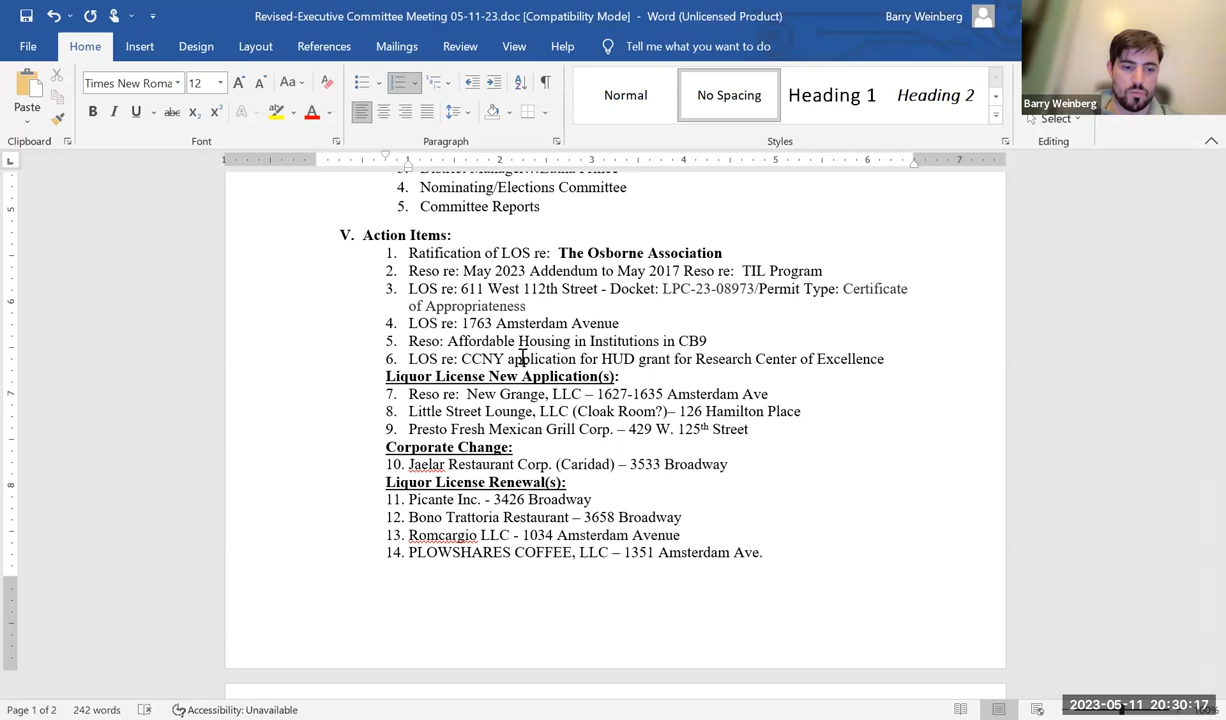 Revised-Executive Committee Meeting 05-11-23.doc [Compatibility Mode] - Word (Unlicensed Product)
Barry Weinberg
File Home Insert Design Layout References Mailings Review View Help Tell me what you want to do
Barry Weinberg
Paste
Times New Roma 12
Normal No Spacing Heading 1 Heading 2
Select
Clipboard Font Paragraph Styles Editing
1 1 2 3 4 5 6 7
4. Nominating/Elections Committee
5. Committee Reports
V. Action Items:
1. Ratification of LOS re: The Osborne Association
2. Reso re: May 2023 Addendum to May 2017 Reso re: TIL Program
3. LOS re: 611 West 112th Street - Docket: LPC-23-08973/Permit Type: Certificate
of Appropriateness
4. LOS re: 1763 Amsterdam Avenue
5. Reso: Affordable Housing in Institutions in CB9
6. LOS re: CCNY application for HUD grant for Research Center of Excellence
Liquor License New Application(s):
7. Reso re: New Grange, LLC – 1627-1635 Amsterdam Ave
8. Little Street Lounge, LLC (Cloak Room?)– 126 Hamilton Place
9. Presto Fresh Mexican Grill Corp. – 429 W. 125th Street
Corporate Change:
10. Jaelar Restaurant Corp. (Caridad) – 3533 Broadway
Liquor License Renewal(s):
11. Picante Inc. - 3426 Broadway
12. Bono Trattoria Restaurant – 3658 Broadway
13. Romcargio LLC - 1034 Amsterdam Avenue
14. PLOWSHARES COFFEE, LLC – 1351 Amsterdam Ave.
Page 1 of 2 242 words Accessibility: Unavailable
2023-05-11 20:30:17